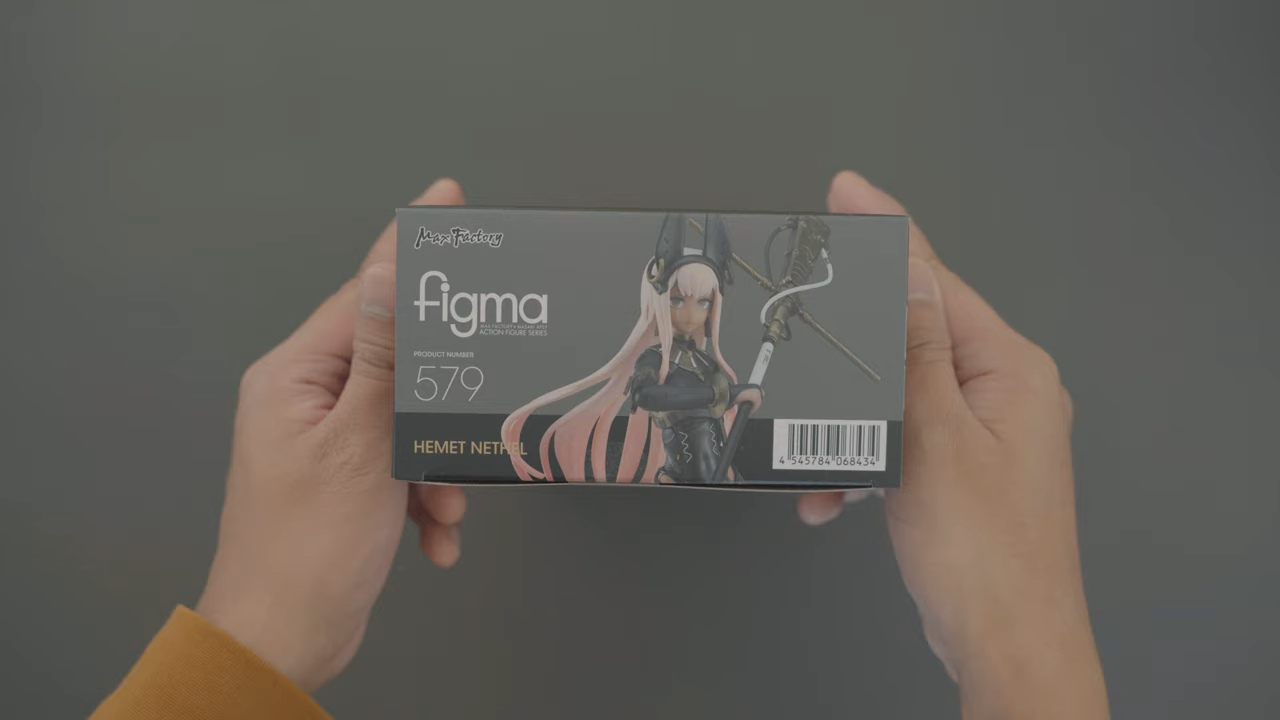 Max Factory
figma
MAX FACTORY X MASAKI APSY
ACTION FIGURE SERIES
PRODUCT NUMBER
579
HEMET NETHEL
4 545784 068434